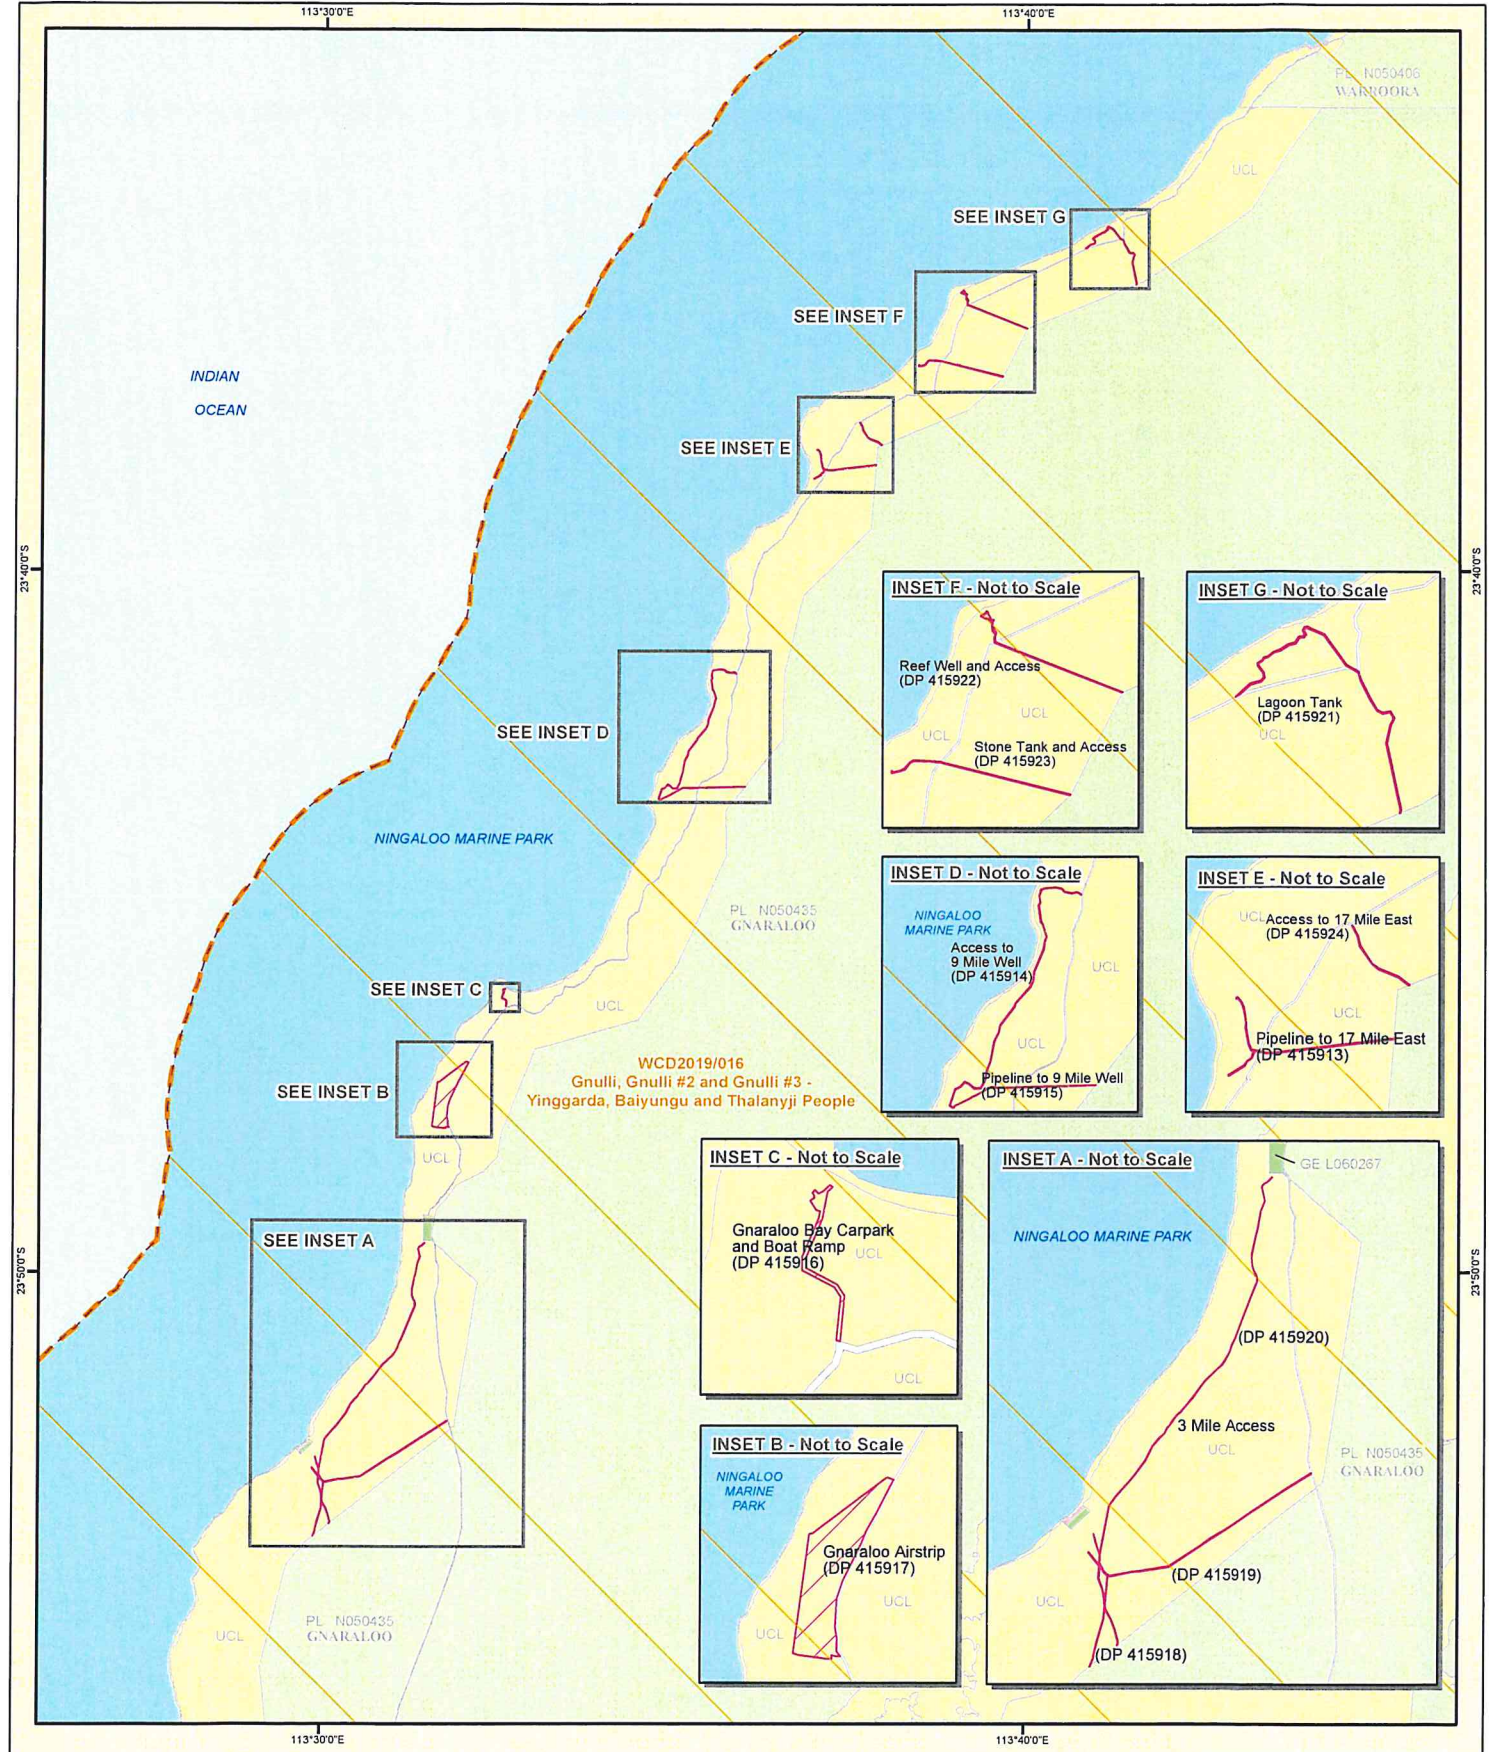 113°30'0"E
113°40'0"E
PL N050406
WARROORA
UCL
SEE INSET G
SEE INSET F
INDIAN
OCEAN
SEE INSET E
23°40'0"S
23°40'0"S
INSET F - Not to Scale
Reef Well and Access
(DP 415922)
UCL
UCL
Stone Tank and Access
(DP 415923)
INSET G - Not to Scale
Lagoon Tank
(DP 415921)
UCL
SEE INSET D
NINGALOO MARINE PARK
INSET D - Not to Scale
NINGALOO
MARINE PARK
Access to
9 Mile Well
(DP 415914)
UCL
UCL
Pipeline to 9 Mile Well
(DP 415915)
INSET E - Not to Scale
UCL
Access to 17 Mile East
(DP 415924)
UCL
Pipeline to 17 Mile East
(DP 415913)
PL N050435
GNARALOO
SEE INSET C
UCL
SEE INSET B
WCD2019/016
Gnulli, Gnulli #2 and Gnulli #3 -
Yinggarda, Baiyungu and Thalanyji People
UCL
INSET C - Not to Scale
Gnaraloo Bay Carpark
and Boat Ramp
(DP 415916)
UCL
UCL
INSET A - Not to Scale
GE L060267
NINGALOO MARINE PARK
(DP 415920)
3 Mile Access
UCL
PL N050435
GNARALOO
(DP 415919)
UCL
(DP 415918)
SEE INSET A
23°50'0"S
23°50'0"S
INSET B - Not to Scale
NINGALOO
MARINE
PARK
Gnaraloo Airstrip
(DP 415917)
UCL
UCL
UCL
PL N050435
GNARALOO
113°30'0"E
113°40'0"E